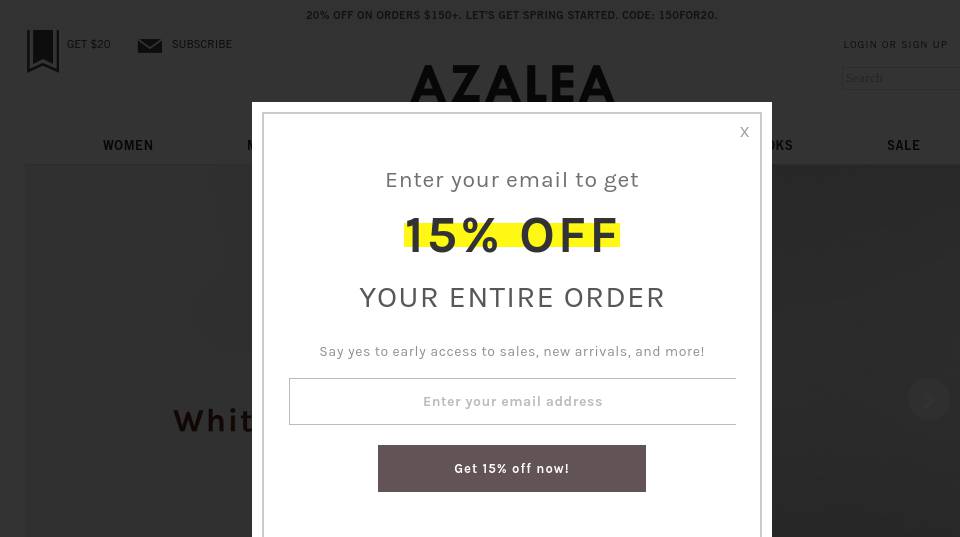 20% OFF ON ORDERS $150+. LET'S GET SPRING STARTED. CODE: 150FOR20.
GET $20
SUBSCRIBE
LOGIN OR SIGN UP
Search
AZALEA
WOMEN
SALE
X
Enter your email to get
15% OFF
YOUR ENTIRE ORDER
Say yes to early access to sales, new arrivals, and more!
Enter your email address
Whit
Get 15% off now!